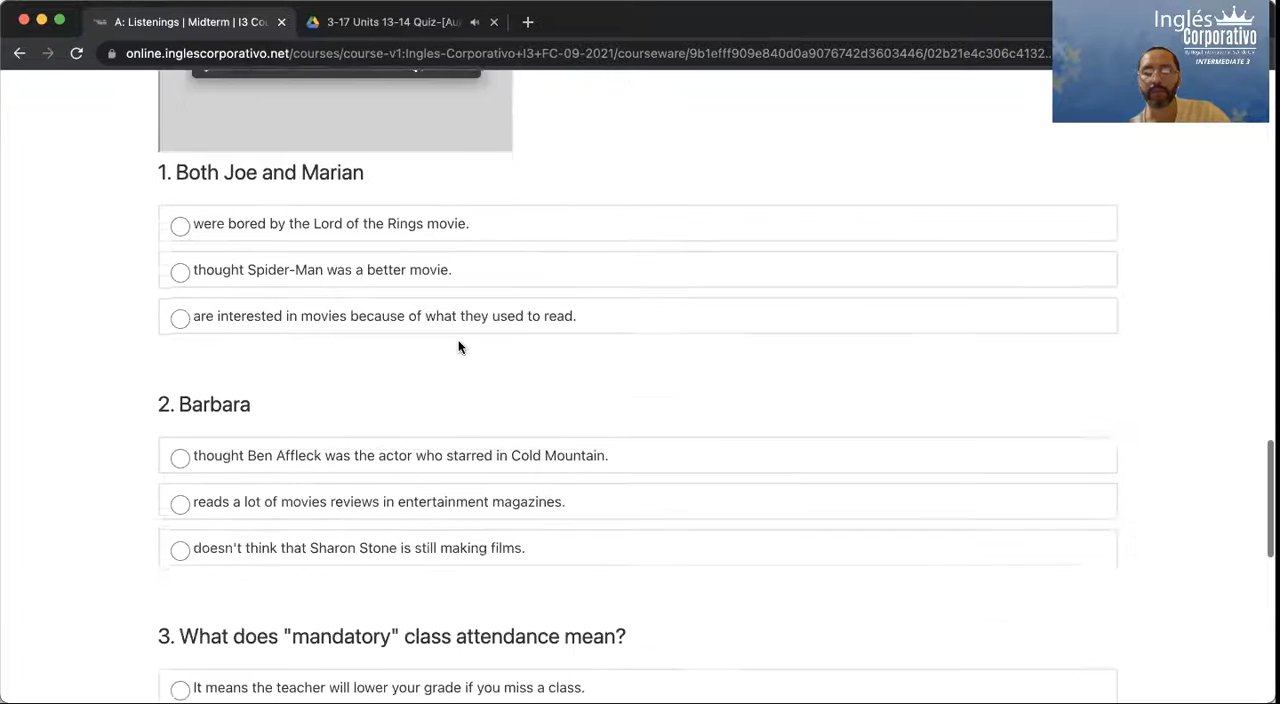 A: Listenings | Midterm | I3 Cou
3-17 Units 13-14 Quiz-[Au
online.inglescorporativo.net/courses/course-v1:Ingles-Corporativo+
C-09-2021/courseware/9b1efff909e840d0a9076742d3603446/02b21e4c306c4132...
Inglés
Corporativo
INTERMEDIATE 3
1. Both Joe and Marian
were bored by the Lord of the Rings movie.
thought Spider-Man was a better movie.
are interested in movies because of what they used to read.
2. Barbara
thought Ben Affleck was the actor who starred in Cold Mountain.
reads a lot of movies reviews in entertainment magazines.
doesn't think that Sharon Stone is still making films.
3. What does "mandatory" class attendance mean?
It means the teacher will lower your grade if you miss a class.